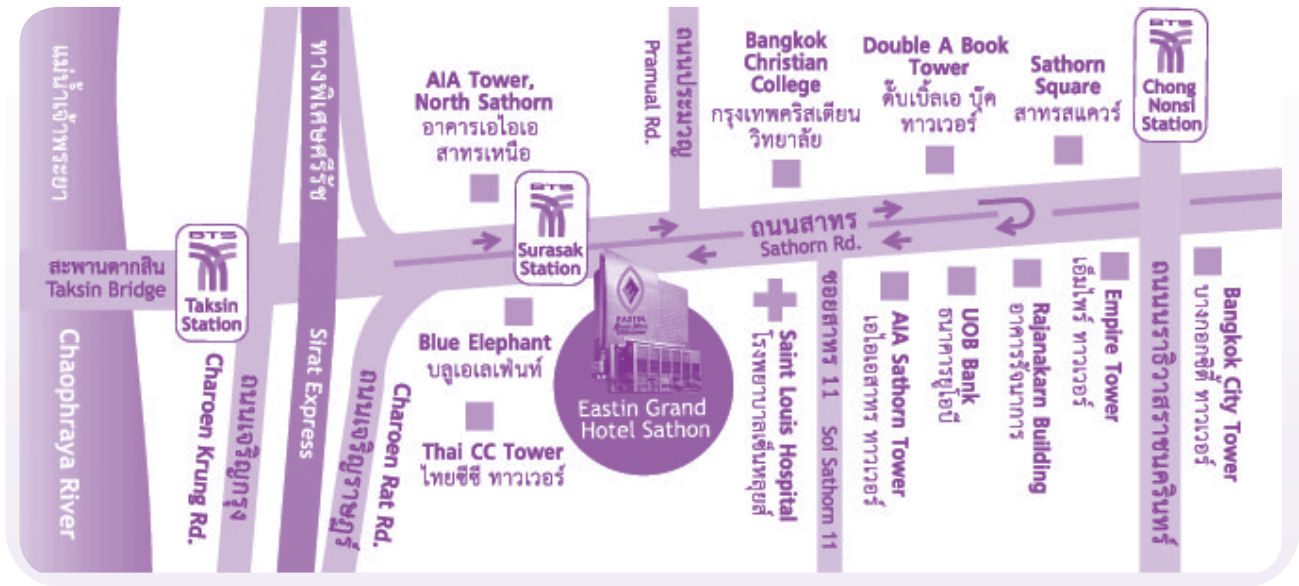 แม่น้ำเจ้าพระยา
Chaophraya River
สะพานตากสิน
Taksin Bridge
BTS
Taksin
Station
Charoen Krung Rd.
ถนนเจริญกรุง
ทางพิเศษศรีรัช
Sirat Express
ถนนเจริญราษฎร์
Charoen Rat Rd.
AIA Tower,
North Sathorn
อาคารเอไอเอ
สาทรเหนือ
BTS
Surasak
Station
Blue Elephant
บลูเอเลเฟ่นท์
Thai CC Tower
ไทยซีซี ทาวเวอร์
EASTIN
Eastin Grand
Hotel Sathon
Pramual Rd.
ถนนประมวญ
Bangkok
Christian
College
กรุงเทพคริสเตียน
วิทยาลัย
Double A Book
Tower
ดั๊บเบิ้ลเอ บุ๊ค
ทาวเวอร์
Sathorn
Square
สาทรสแควร์
BTS
Chong
Nonsi
Station
ถนนสาทร
Sathorn Rd.
Saint Louis Hospital
โรงพยาบาลเซ็นหลุยส์
ซอยสาทร 11 Soi Sathorn 11
AIA Sathorn Tower
เอไอเอสาทร ทาวเวอร์
UOB Bank
ธนาคารยูโอบี
Rajanakarn Building
อาคารรัจนาการ
Empire Tower
เอ็มไพร์ ทาวเวอร์
ถนนนราธิวาสราชนครินทร์
Bangkok City Tower
บางกอกซิตี้ ทาวเวอร์